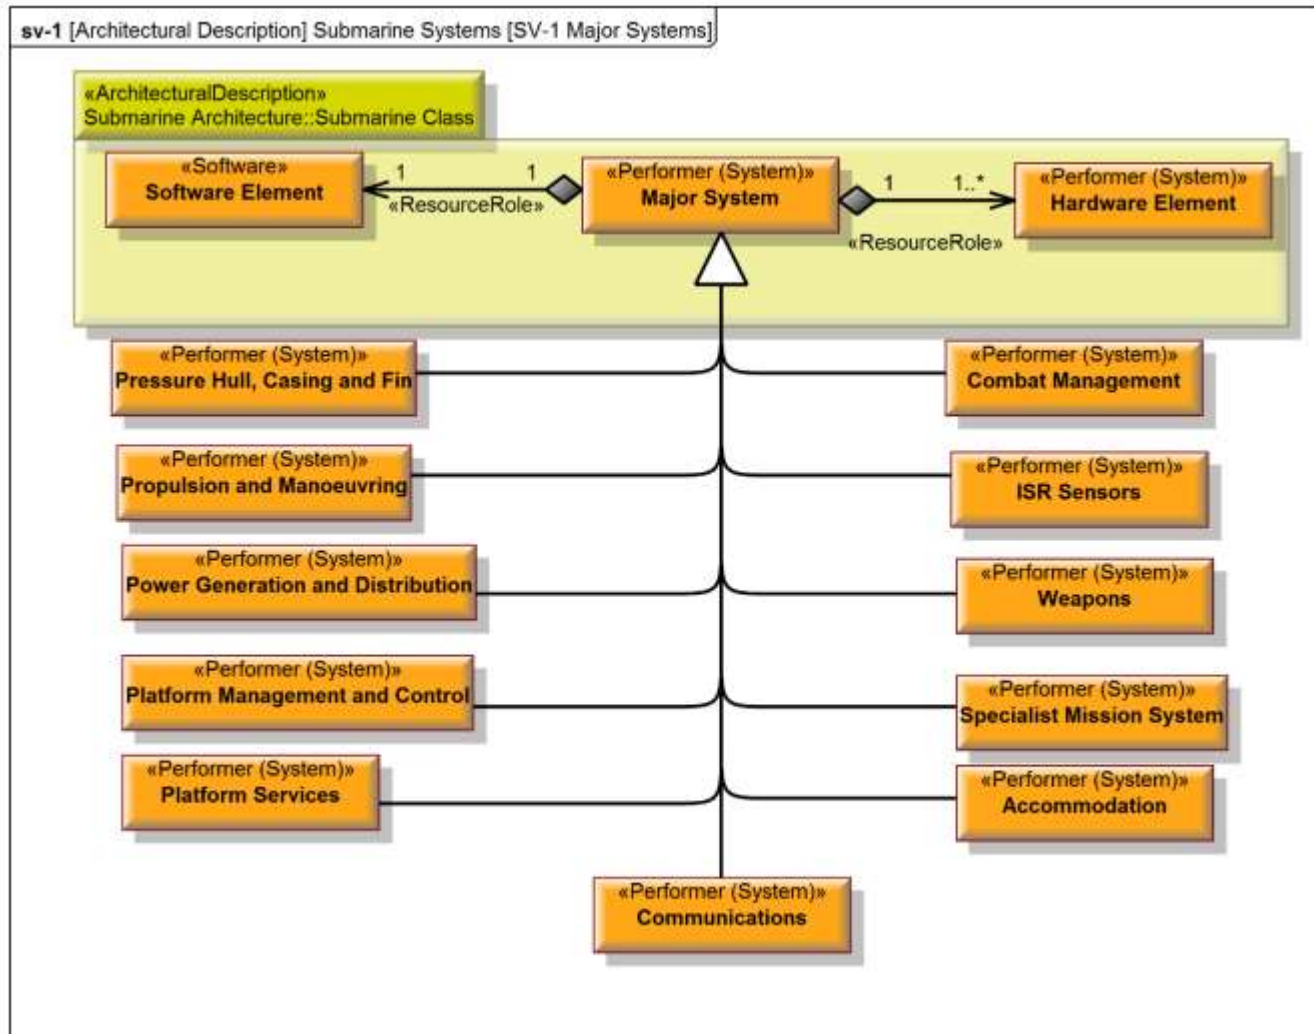 sv-1 [Architectural Description] Submarine Systems [SV-1 Major Systems]
«ArchitecturalDescription»
Submarine Architecture::Submarine Class
«Software»
Software Element
1
1
«ResourceRole»
«Performer (System)»
Major System
1
1..*
«ResourceRole»
«Performer (System)»
Hardware Element
«Performer (System)»
Pressure Hull, Casing and Fin
«Performer (System)»
Combat Management
«Performer (System)»
Propulsion and Manoeuvring
«Performer (System)»
ISR Sensors
«Performer (System)»
Power Generation and Distribution
«Performer (System)»
Weapons
«Performer (System)»
Platform Management and Control
«Performer (System)»
Specialist Mission System
«Performer (System)»
Platform Services
«Performer (System)»
Accommodation
«Performer (System)»
Communications